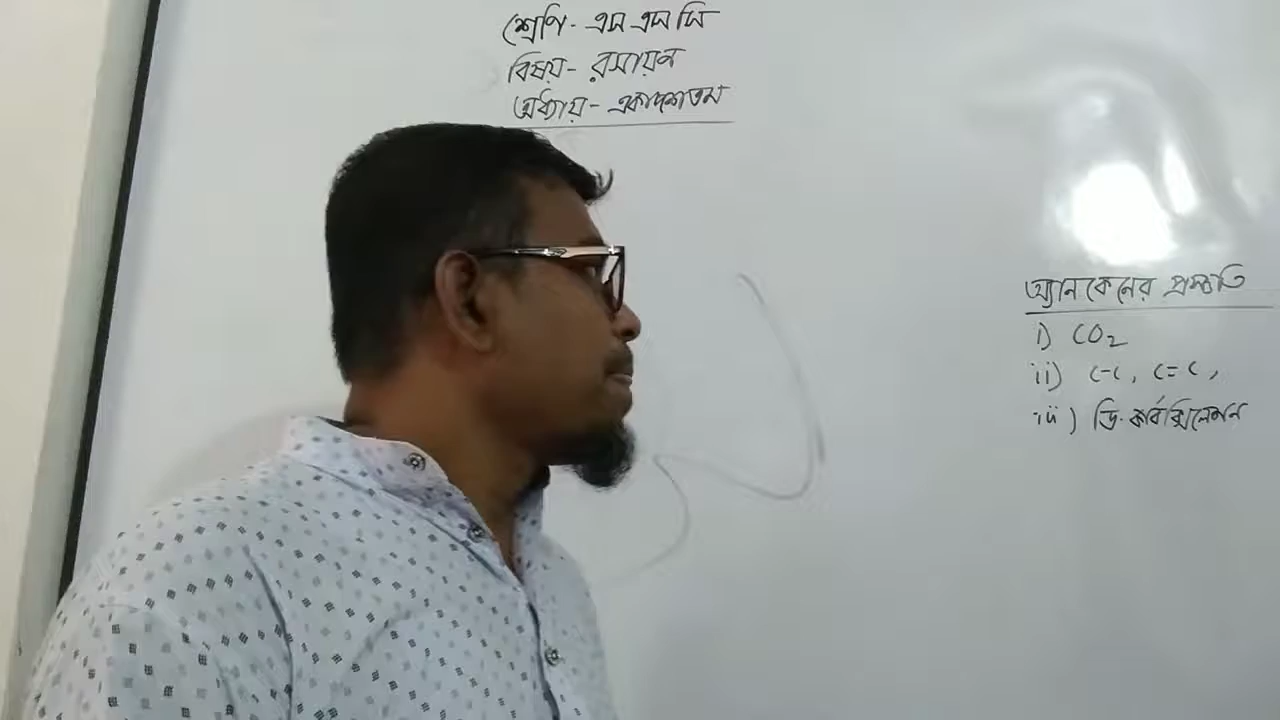 শ্রেণি - এস এস সি
বিষয় - রসায়ন
অধ্যায় - একাদশতম
অ্যালকেনের প্রস্তুতি
i) CO₂
ii) C-C, C=C,
iii) ডি-কার্বক্সিলেশন